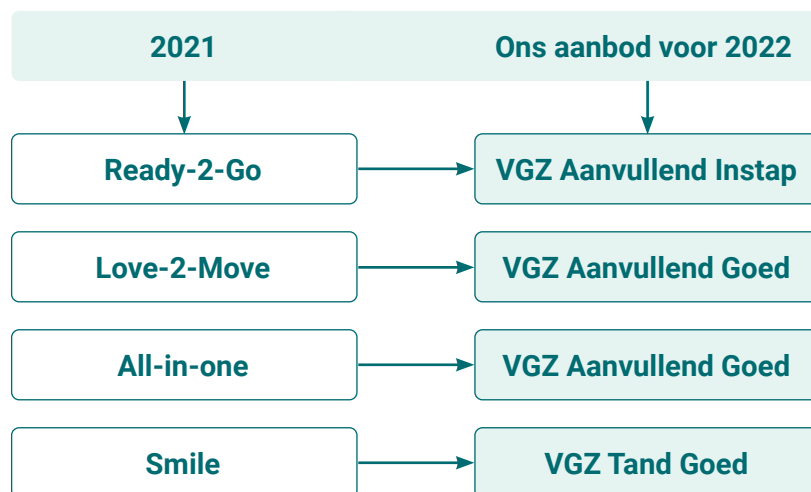 2021
Ons aanbod voor 2022
Ready-2-Go
VGZ Aanvullend Instap
Love-2-Move
VGZ Aanvullend Goed
All-in-one
VGZ Aanvullend Goed
Smile
VGZ Tand Goed